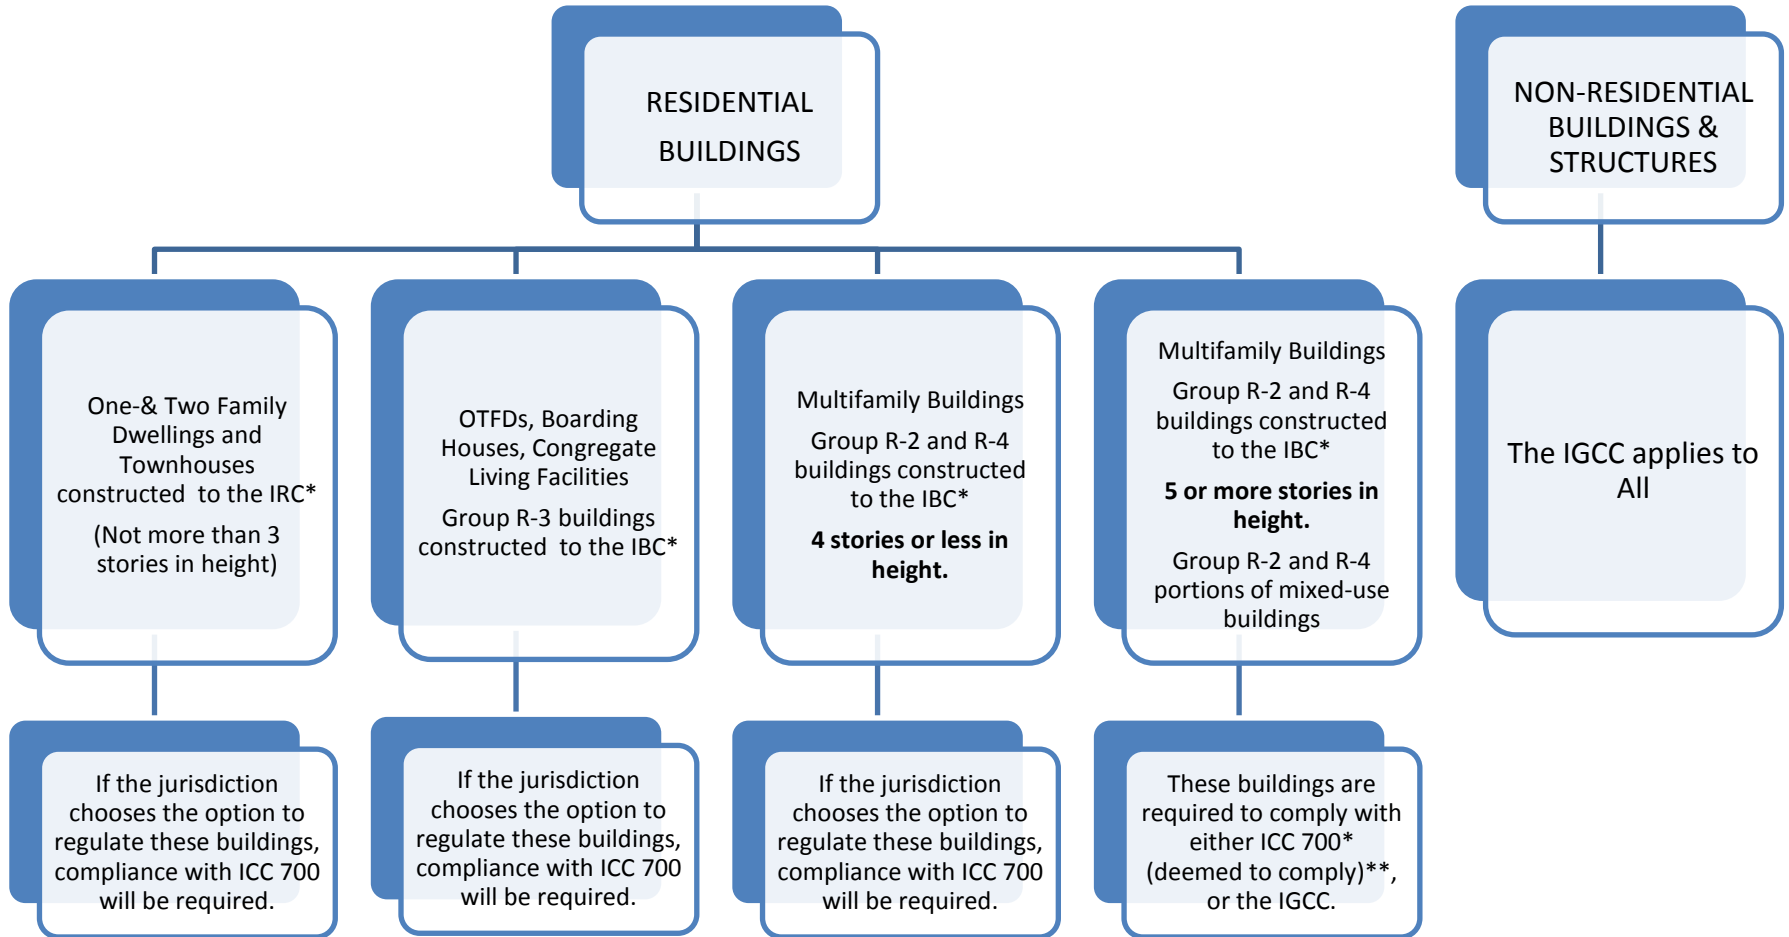 RESIDENTIAL
BUILDINGS
NON-RESIDENTIAL
BUILDINGS &
STRUCTURES
One-& Two Family
Dwellings and
Townhouses
constructed to the IRC*
(Not more than 3
stories in height)
OTFDs, Boarding
Houses, Congregate
Living Facilities
Group R-3 buildings
constructed to the IBC*
Multifamily Buildings
Group R-2 and R-4
buildings constructed
to the IBC*
4 stories or less in
height.
Multifamily Buildings
Group R-2 and R-4
buildings constructed
to the IBC*
5 or more stories in
height.
Group R-2 and R-4
portions of mixed-use
buildings
The IGCC applies to
All
If the jurisdiction
chooses the option to
regulate these buildings,
compliance with ICC 700
will be required.
If the jurisdiction
chooses the option to
regulate these buildings,
compliance with ICC 700
will be required.
If the jurisdiction
chooses the option to
regulate these buildings,
compliance with ICC 700
will be required.
These buildings are
required to comply with
either ICC 700*
(deemed to comply)**,
or the IGCC.